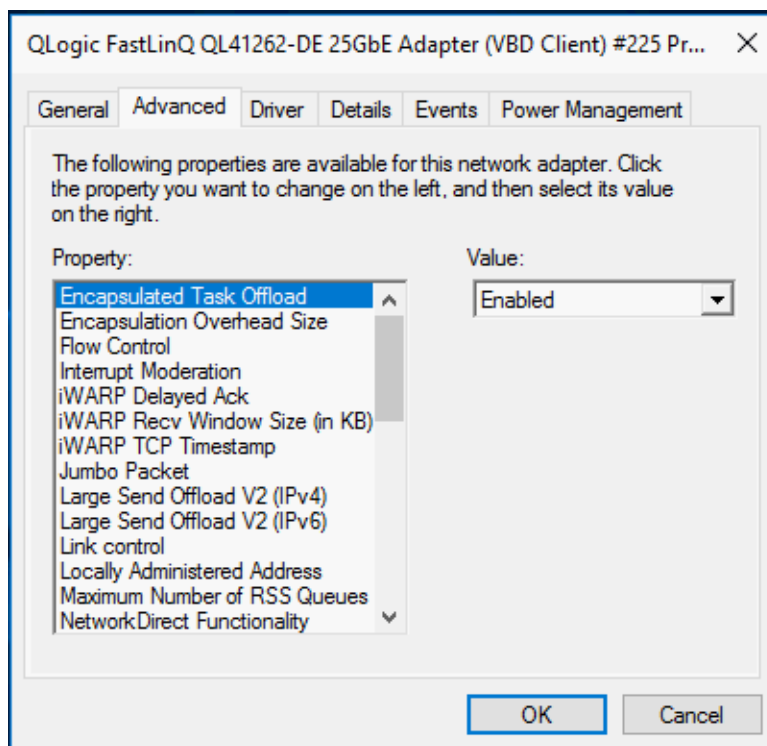 QLogic FastLinQ QL41262-DE 25GbE Adapter (VBD Client) #225 Pr...
General
Advanced
Driver
Details
Events
Power Management
The following properties are available for this network adapter. Click
the property you want to change on the left, and then select its value
on the right.
Property:
Value:
Encapsulated Task Offload
Enabled
Encapsulation Overhead Size
Flow Control
Interrupt Moderation
iWARP Delayed Ack
iWARP Recv Window Size (in KB)
iWARP TCP Timestamp
Jumbo Packet
Large Send Offload V2 (IPv4)
Large Send Offload V2 (IPv6)
Link control
Locally Administered Address
Maximum Number of RSS Queues
NetworkDirect Functionality
OK
Cancel